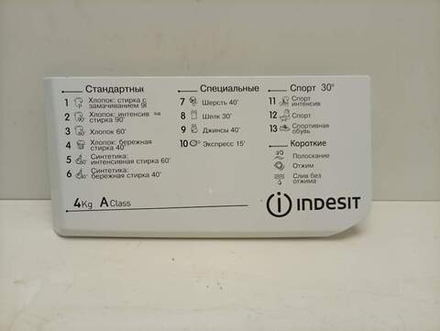 Стандартные
1 Хлопок: стирка с
замачиванием 90
2 Хлопок: интенсивная
стирка 90°
3 Хлопок 60°
4 Хлопок: бережная
стирка 40°
5 Синтетика:
интенсивная стирка 60°
6 Синтетика:
бережная стирка 40°
4Kg A Class
Специальные
7 Шерсть 40°
8 Шелк 30°
9 Джинсы 40°
10 Экспресс 15'
Спорт 30°
11 Спорт
интенсив
12 Спорт
13 Спортивная
обувь
Короткие
Полоскание
Отжим
Слив без
отжима
INDESIT